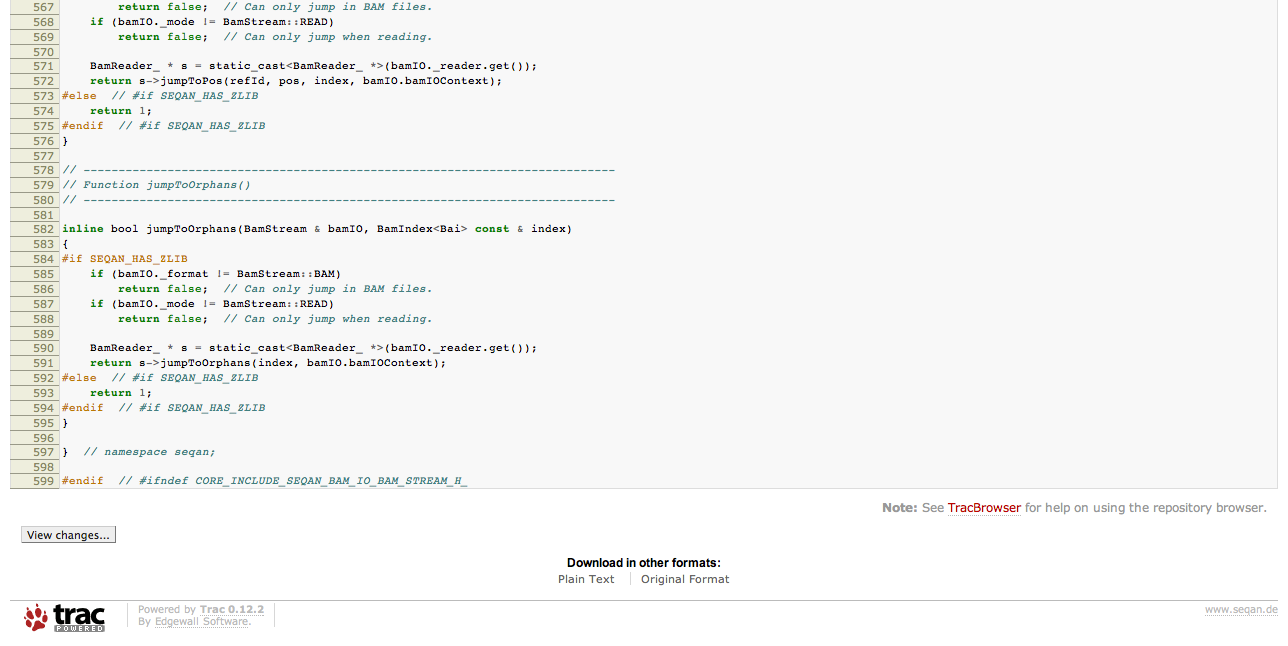 567         return false;  // Can only jump in BAM files.
568     if (bamIO._mode != BamStream::READ)
569         return false;  // Can only jump when reading.
570
571     BamReader_ * s = static_cast<BamReader_ *>(bamIO._reader.get());
572     return s->jumpToPos(refId, pos, index, bamIO.bamIOContext);
573 #else  // #if SEQAN_HAS_ZLIB
574     return 1;
575 #endif  // #if SEQAN_HAS_ZLIB
576 }
577
578 // ----------------------------------------------------------------------------
579 // Function jumpToOrphans()
580 // ----------------------------------------------------------------------------
581
582 inline bool jumpToOrphans(BamStream & bamIO, BamIndex<Bai> const & index)
583 {
584 #if SEQAN_HAS_ZLIB
585     if (bamIO._format != BamStream::BAM)
586         return false;  // Can only jump in BAM files.
587     if (bamIO._mode != BamStream::READ)
588         return false;  // Can only jump when reading.
589
590     BamReader_ * s = static_cast<BamReader_ *>(bamIO._reader.get());
591     return s->jumpToOrphans(index, bamIO.bamIOContext);
592 #else  // #if SEQAN_HAS_ZLIB
593     return 1;
594 #endif  // #if SEQAN_HAS_ZLIB
595 }
596
597 }  // namespace seqan;
598
599 #endif  // #ifndef CORE_INCLUDE_SEQAN_BAM_IO_BAM_STREAM_H_
Note: See TracBrowser for help on using the repository browser.
View changes...
Download in other formats:
Plain Text
Original Format
trac
POWERED
Powered by Trac 0.12.2
By Edgewall Software.
www.seqan.de